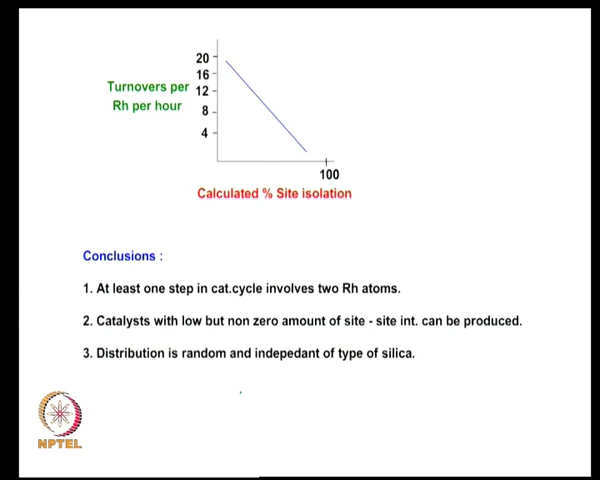 20
16
Turnovers per 12
Rh per hour 8
4
100
Calculated % Site isolation
Conclusions :
1. At least one step in cat.cycle involves two Rh atoms.
2. Catalysts with low but non zero amount of site - site int. can be produced.
3. Distribution is random and indepedant of type of silica.
NPTEL